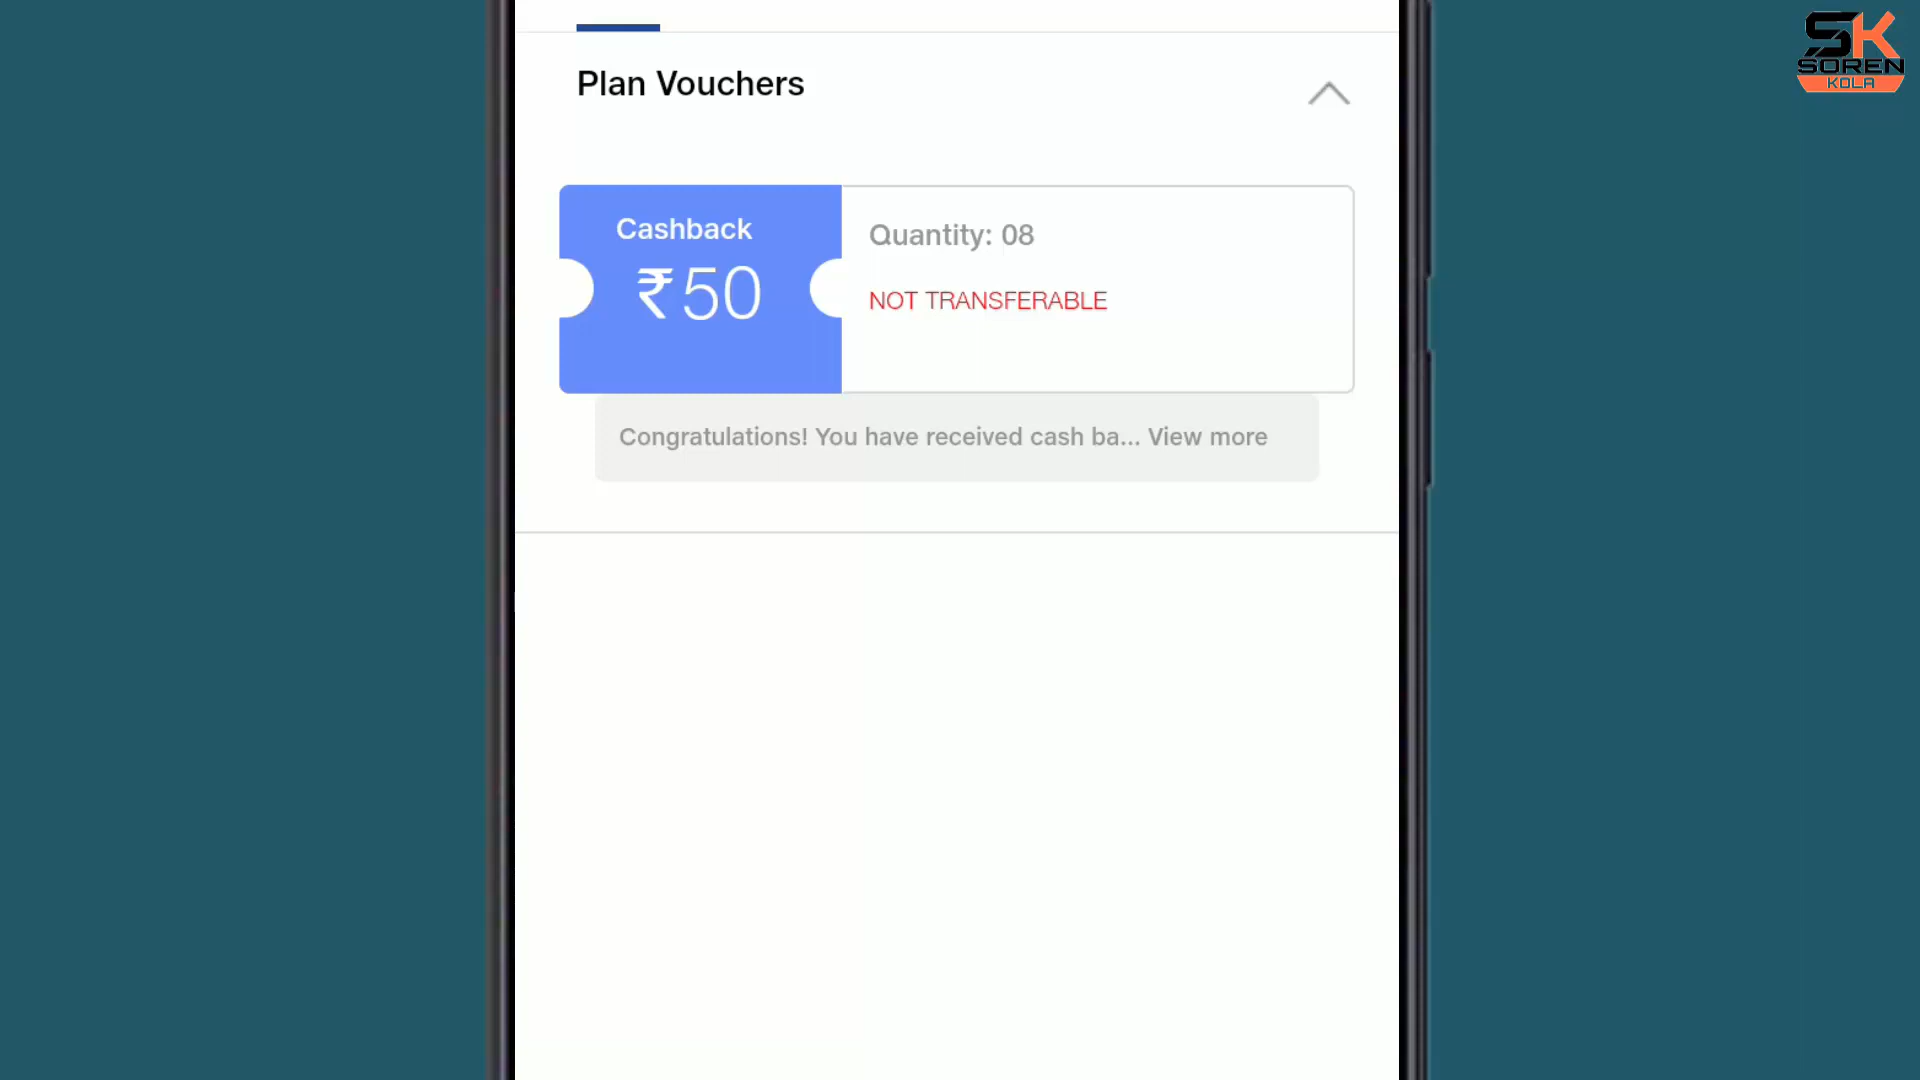 SK
SOREN
KOLA
Plan Vouchers
Cashback
₹50
Quantity: 08
NOT TRANSFERABLE
Congratulations! You have received cash ba... View more